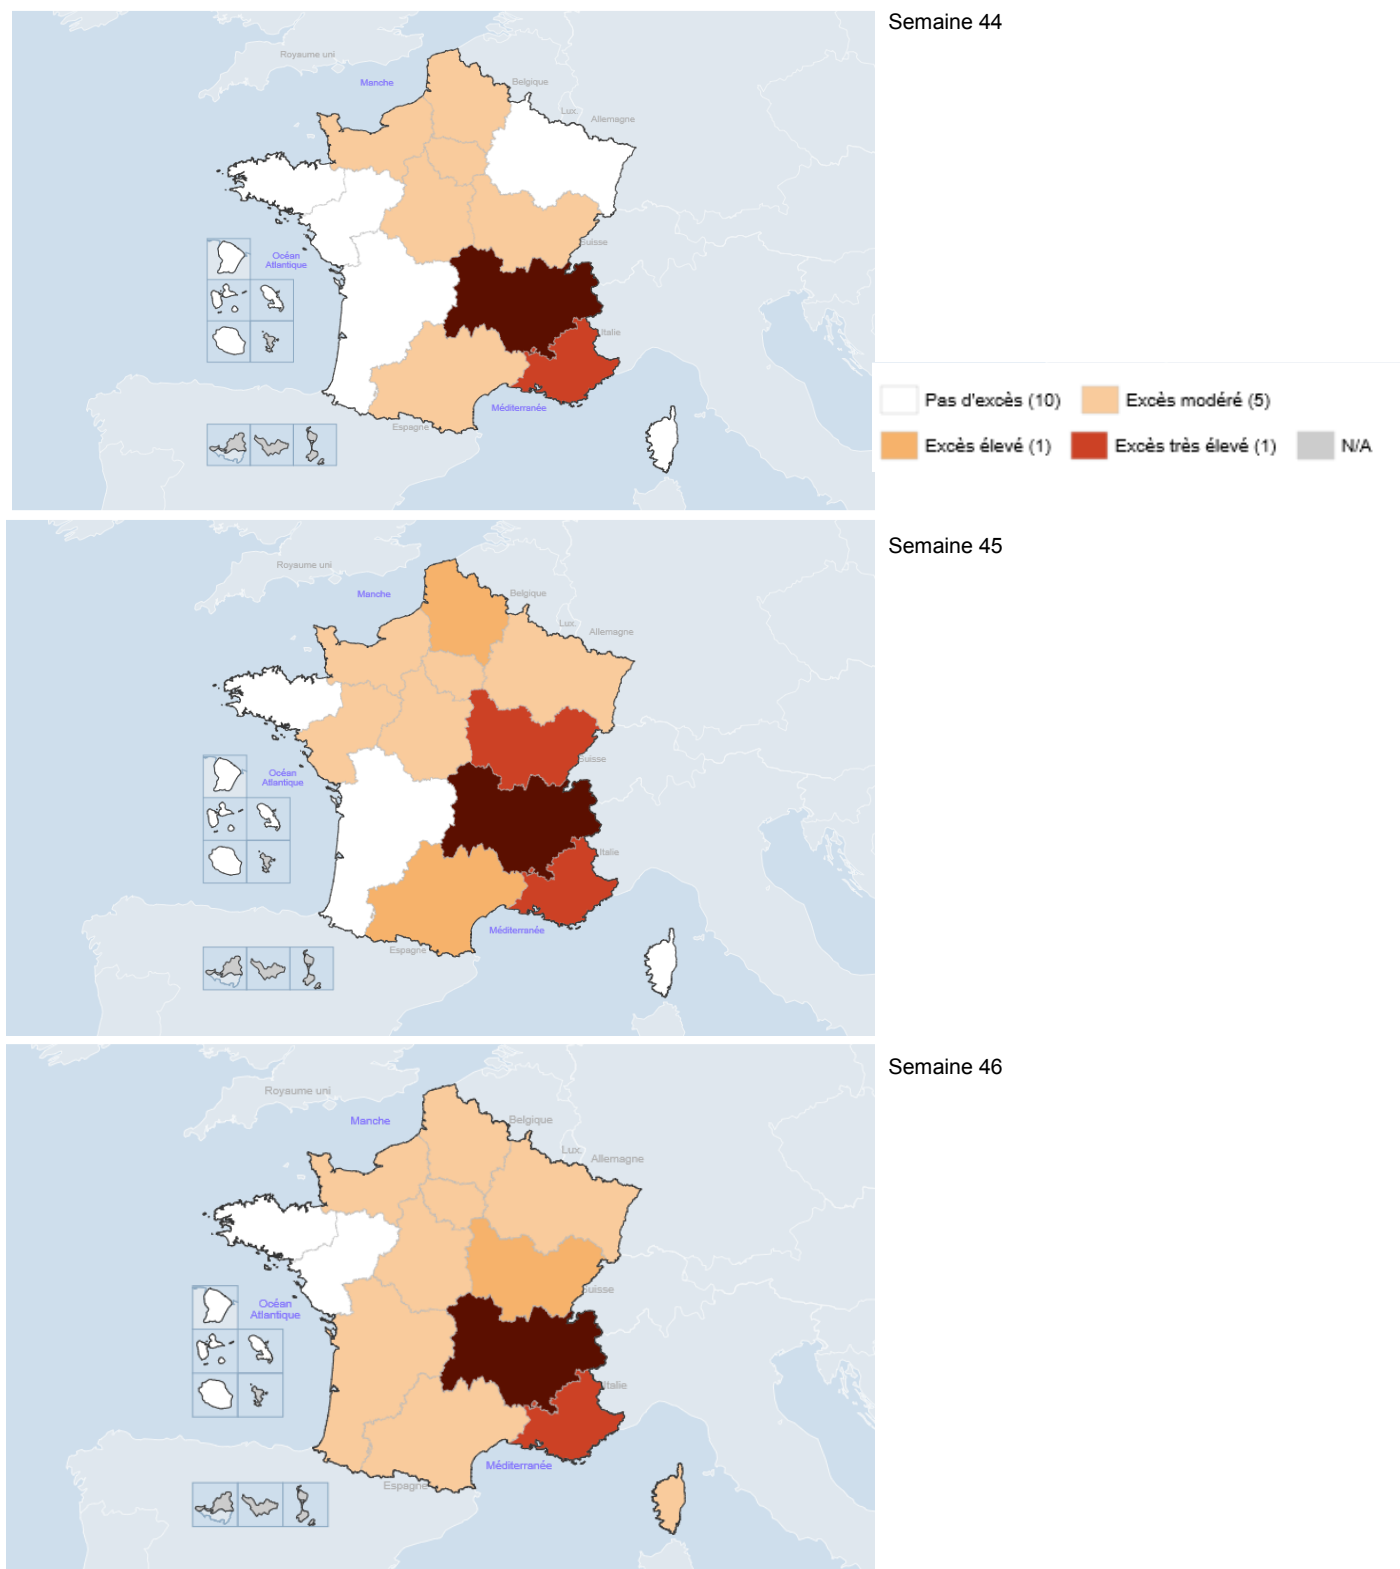 Semaine 44
Royaume uni
Manche
Belgique
Lux.
Allemagne
Suisse
Océan
Atlantique
Italie
Méditerranée
Espagne
Pas d'excès (10)
Excès modéré (5)
Excès élevé (1)
Excès très élevé (1)
N/A
Semaine 45
Royaume uni
Manche
Belgique
Lux.
Allemagne
Suisse
Océan
Atlantique
Italie
Méditerranée
Espagne
Semaine 46
Royaume uni
Manche
Belgique
Lux.
Allemagne
Suisse
Océan
Atlantique
Italie
Méditerranée
Espagne